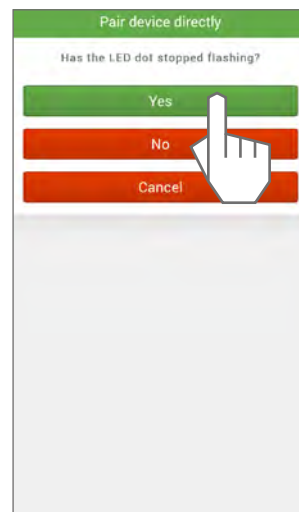 Pair device directly
Has the LED dot stopped flashing?
Yes
No
Cancel